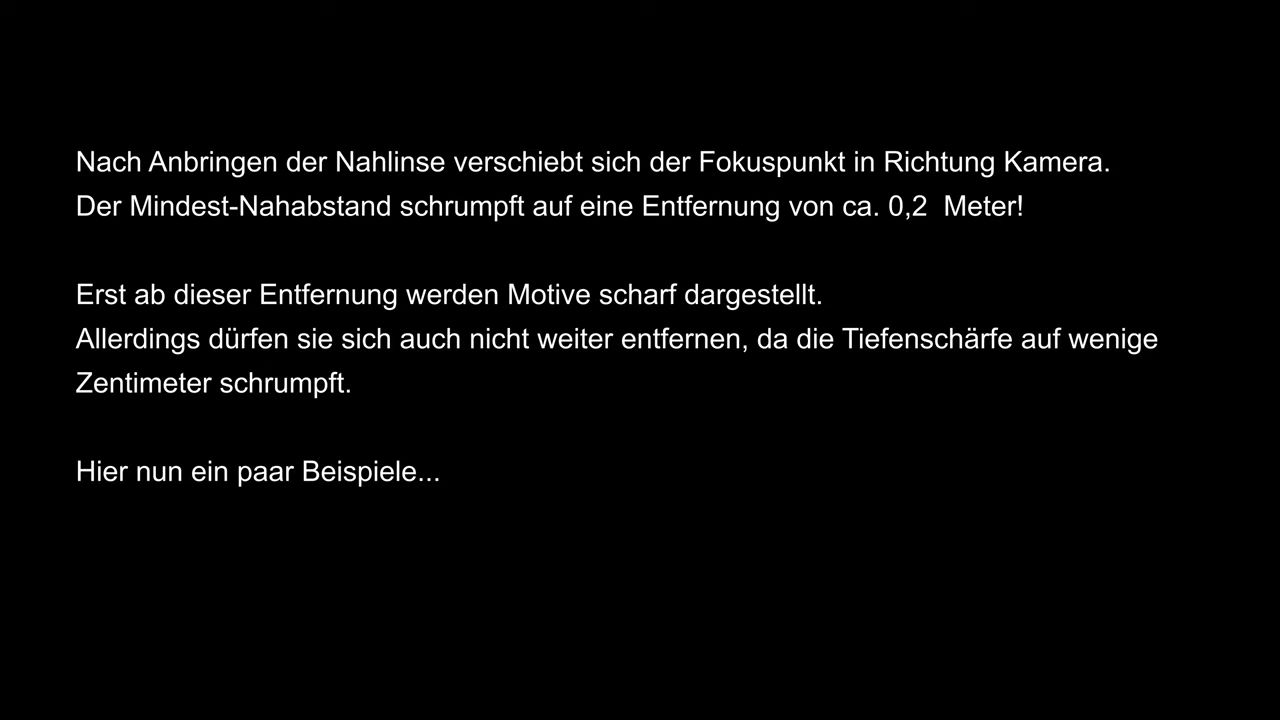 Nach Anbringen der Nahlinse verschiebt sich der Fokuspunkt in Richtung Kamera.
Der Mindest-Nahabstand schrumpft auf eine Entfernung von ca. 0,2  Meter!
Erst ab dieser Entfernung werden Motive scharf dargestellt.
Allerdings dürfen sie sich auch nicht weiter entfernen, da die Tiefenschärfe auf wenige
Zentimeter schrumpft.
Hier nun ein paar Beispiele...